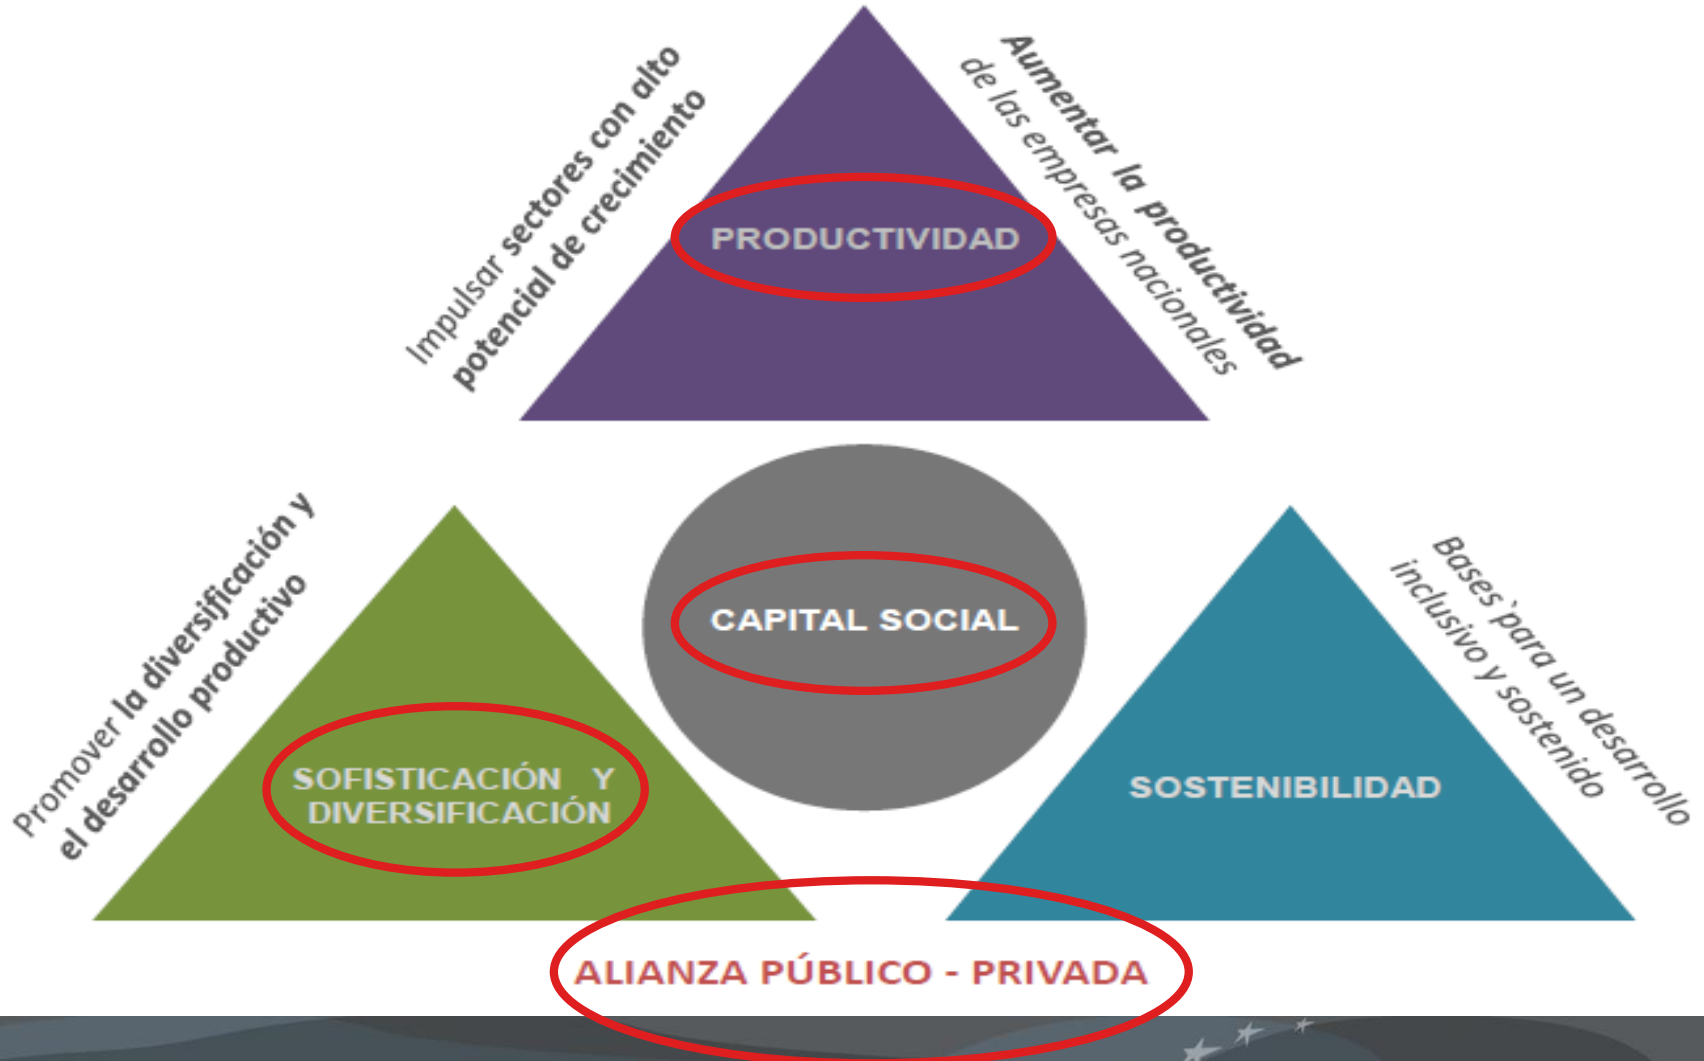 Impulsar sectores con alto
potencial de crecimiento
Aumentar la productividad
de las empresas nacionales
PRODUCTIVIDAD
Promover la diversificación y
el desarrollo productivo
CAPITAL SOCIAL
SOFISTICACIÓN Y
DIVERSIFICACIÓN
SOSTENIBILIDAD
Bases`para un desarrollo
inclusivo y sostenido
ALIANZA PÚBLICO - PRIVADA